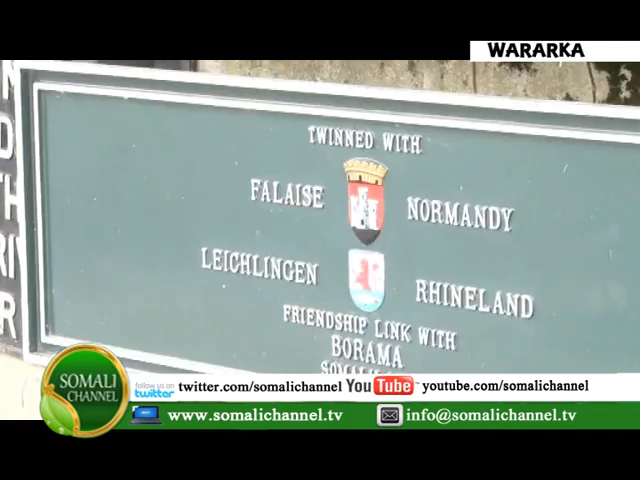 WARARKA
TWINNED WITH
FALAISE NORMANDY
LEICHLINGEN RHINELAND
FRIENDSHIP LINK WITH
BORAMA
SOMALI
CHANNEL
follow us on
twitter
twitter.com/somalichannel YouTube youtube.com/somalichannel
www.somalichannel.tv info@somalichannel.tv